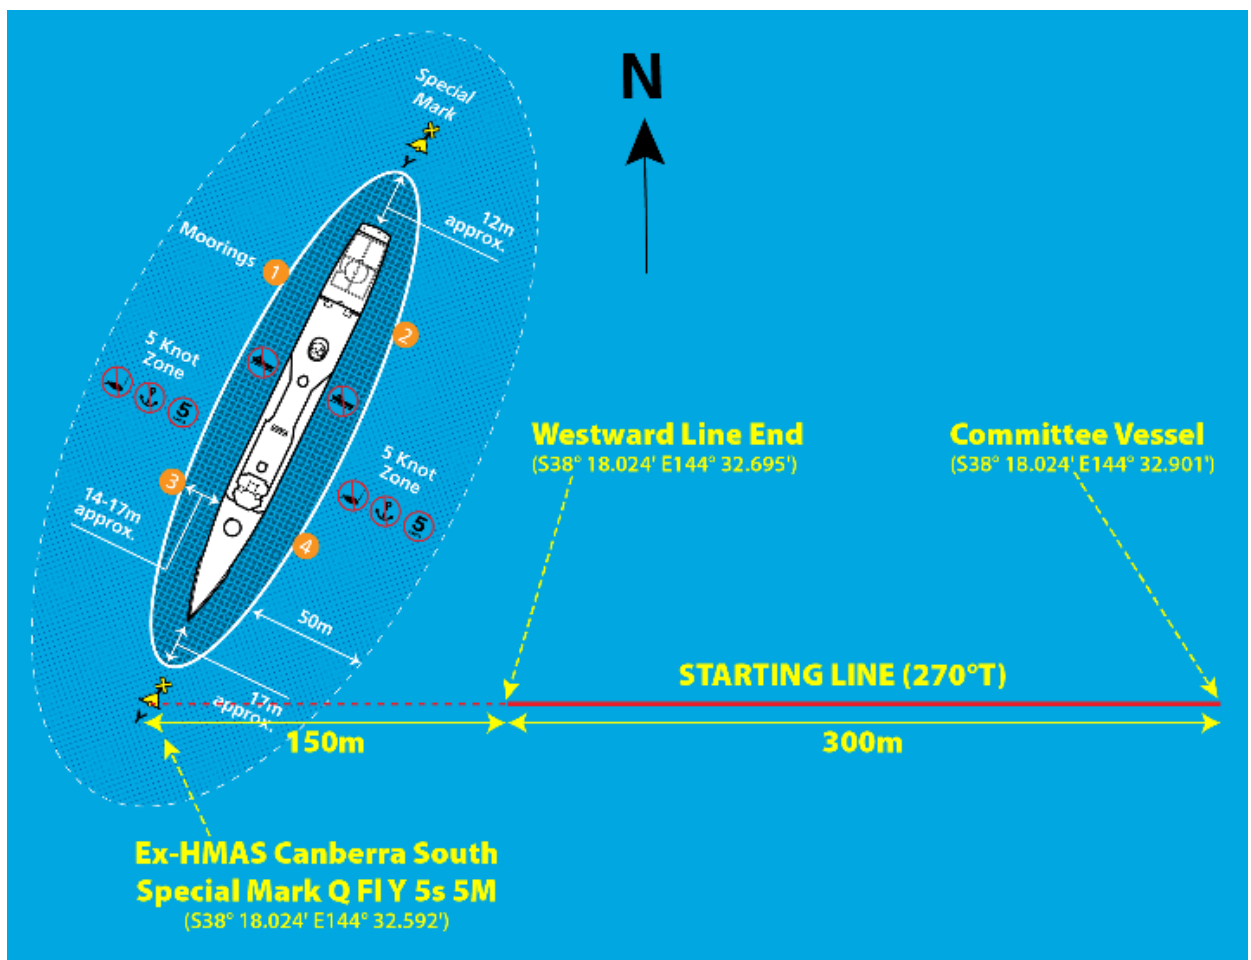 N
Special
Mark
Y
12m
approx.
Moorings
1
2
5 Knot
Zone
5
5 Knot
Zone
5
3
14-17m
approx.
4
50m
17m
approx.
Y
Westward Line End
(S38° 18.024' E144° 32.695')
Committee Vessel
(S38° 18.024' E144° 32.901')
STARTING LINE (270°T)
150m
300m
Ex-HMAS Canberra South
Special Mark Q Fl Y 5s 5M
(S38° 18.024' E144° 32.592')